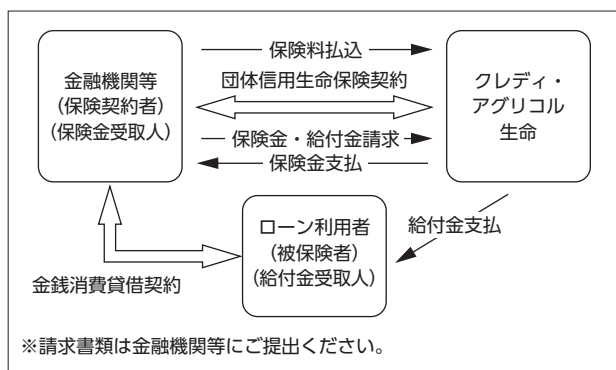 保険料払込
団体信用生命保険契約
金融機関等
(保険契約者)
(保険金受取人)
クレディ・
アグリコル
生命
保険金・給付金請求
保険金支払
ローン利用者
(被保険者)
(給付金受取人)
給付金支払
金銭消費貸借契約
※請求書類は金融機関等にご提出ください。